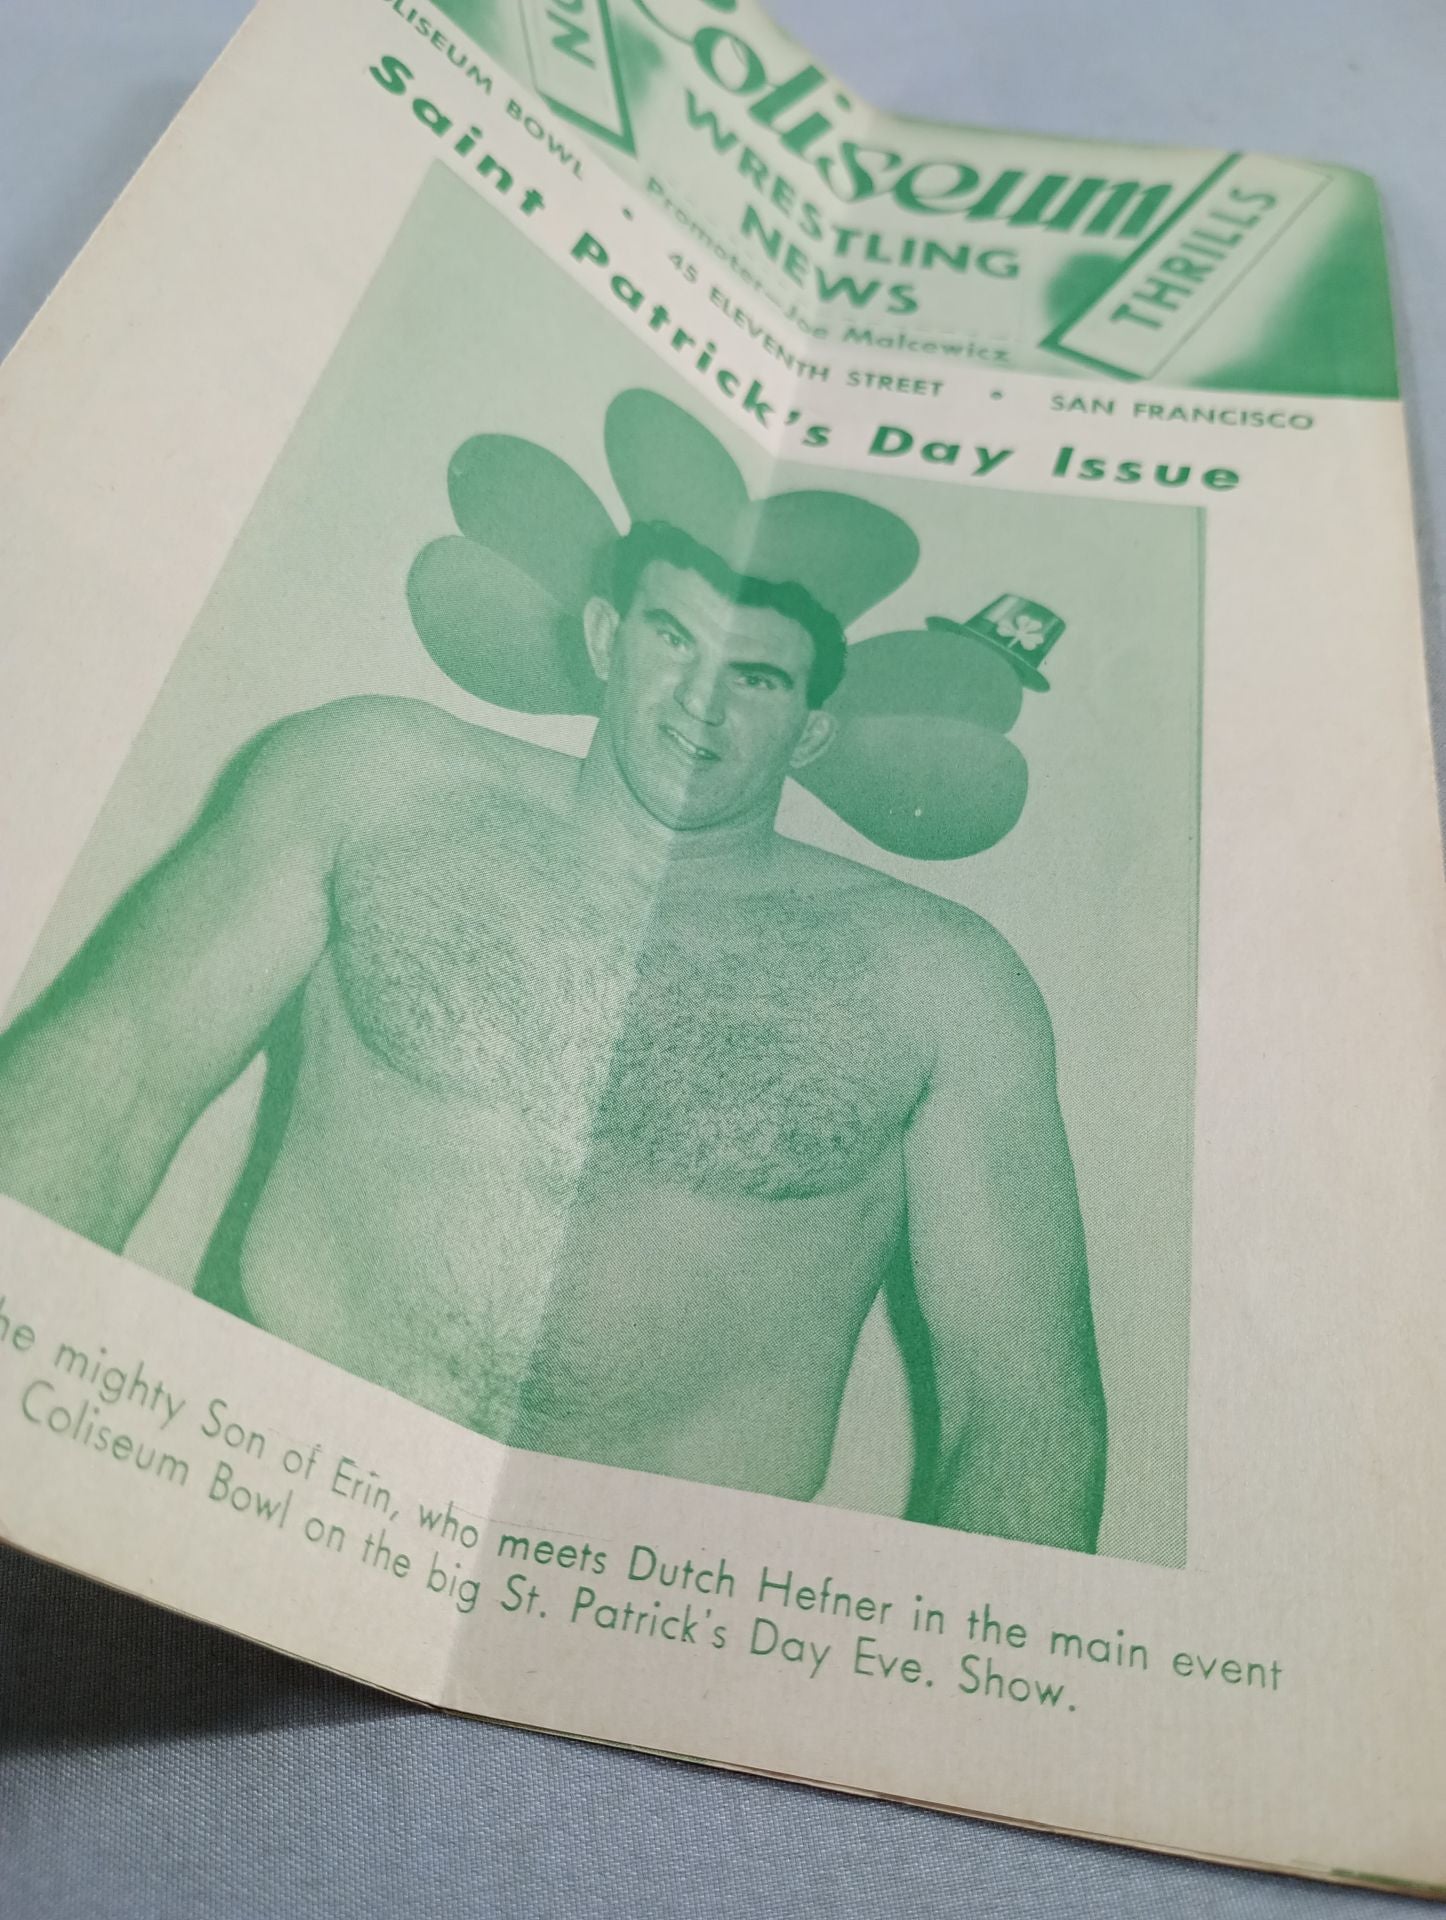 Coliseum
WRESTLING
NEWS
THRILLS
Promoter—Joe Malcewicz
BOWL • 45 ELEVENTH STREET • SAN FRANCISCO
Saint Patrick's Day Issue
mighty Son of Erin, who meets Dutch Hefner in the main event
Coliseum Bowl on the big St. Patrick's Day Eve. Show.